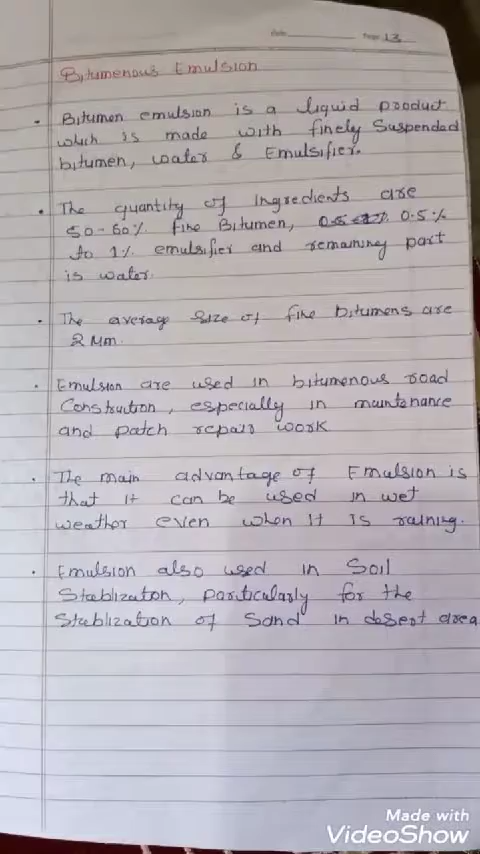 date Page 13
Bitumenous Emulsion
• Bitumen emulsion is a liquid product
which is made with finely Suspended
bitumen, water & Emulsifier.
• The quantity of Ingredients are
50-60% fine Bitumen, 0.5% 
to 1% emulsifier and remaining part
is water.
• The average size of fine bitumens are
2 μm.
• Emulsion are used in bitumenous road
Construction, especially in maintenance
and patch repair work
• The main advantage of Emulsion is
that it can be used in wet
weather even when it is raining.
• Emulsion also used in Soil
Stablization, particularly for the
Stablization of Sand in desert area
Made with
VideoShow